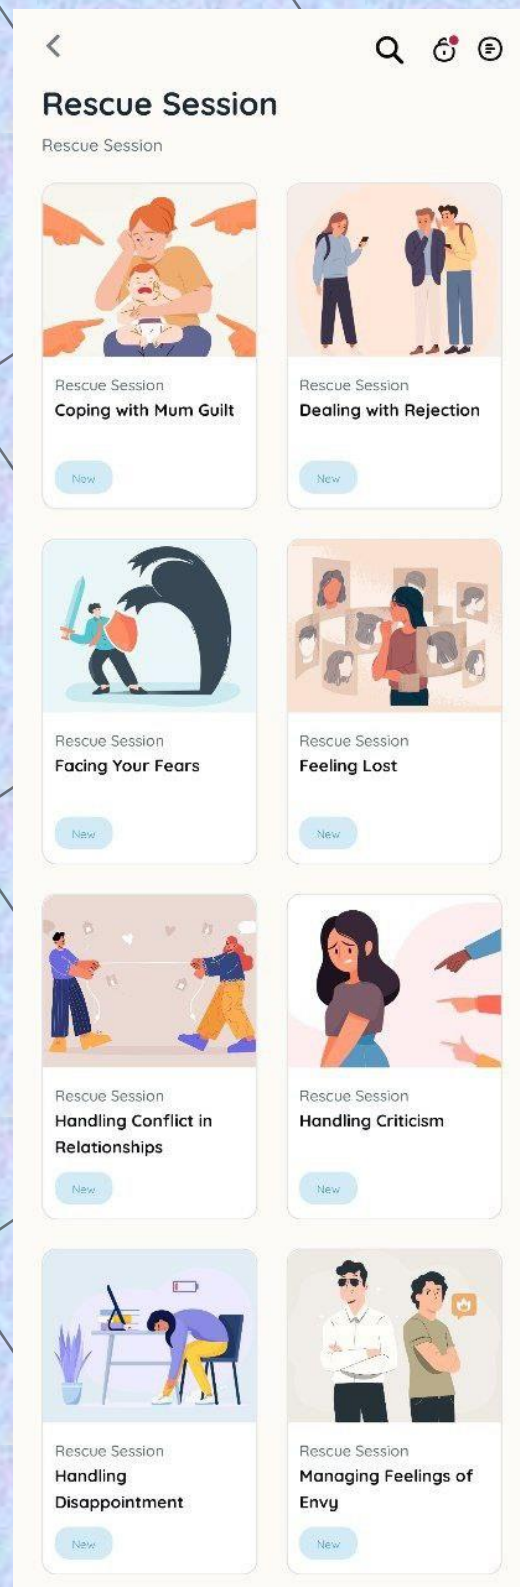 Rescue Session
Rescue Session
Rescue Session
Coping with Mum Guilt
New
Rescue Session
Dealing with Rejection
New
Rescue Session
Facing Your Fears
New
Rescue Session
Feeling Lost
New
Rescue Session
Handling Conflict in
Relationships
New
Rescue Session
Handling Criticism
New
Rescue Session
Handling
Disappointment
New
Rescue Session
Managing Feelings of
Envy
New